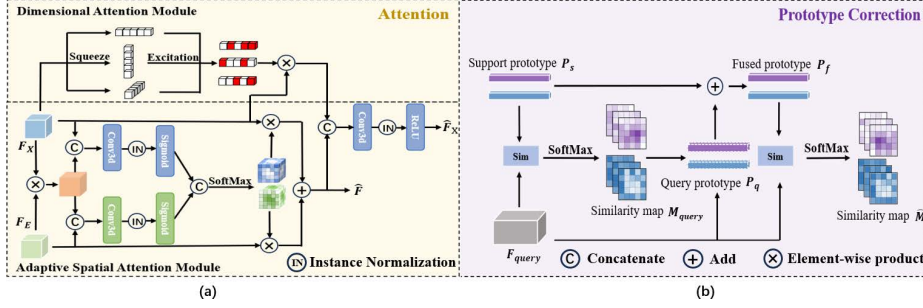 Dimensional Attention Module
Attention
Squeeze
Excitation
F_X
F_E
C
Conv3d
IN
Sigmoid
C
Conv3d
IN
Sigmoid
C
SoftMax
C
Conv3d
IN
ReLU
F̂_X
F̂
Adaptive Spatial Attention Module
IN Instance Normalization
(a)
Prototype Correction
Support prototype P_s
Fused prototype P_f
Sim
SoftMax
Sim
SoftMax
Query prototype P_q
Similarity map M_query
Similarity map
F_query
C Concatenate
+ Add
× Element-wise product
(b)